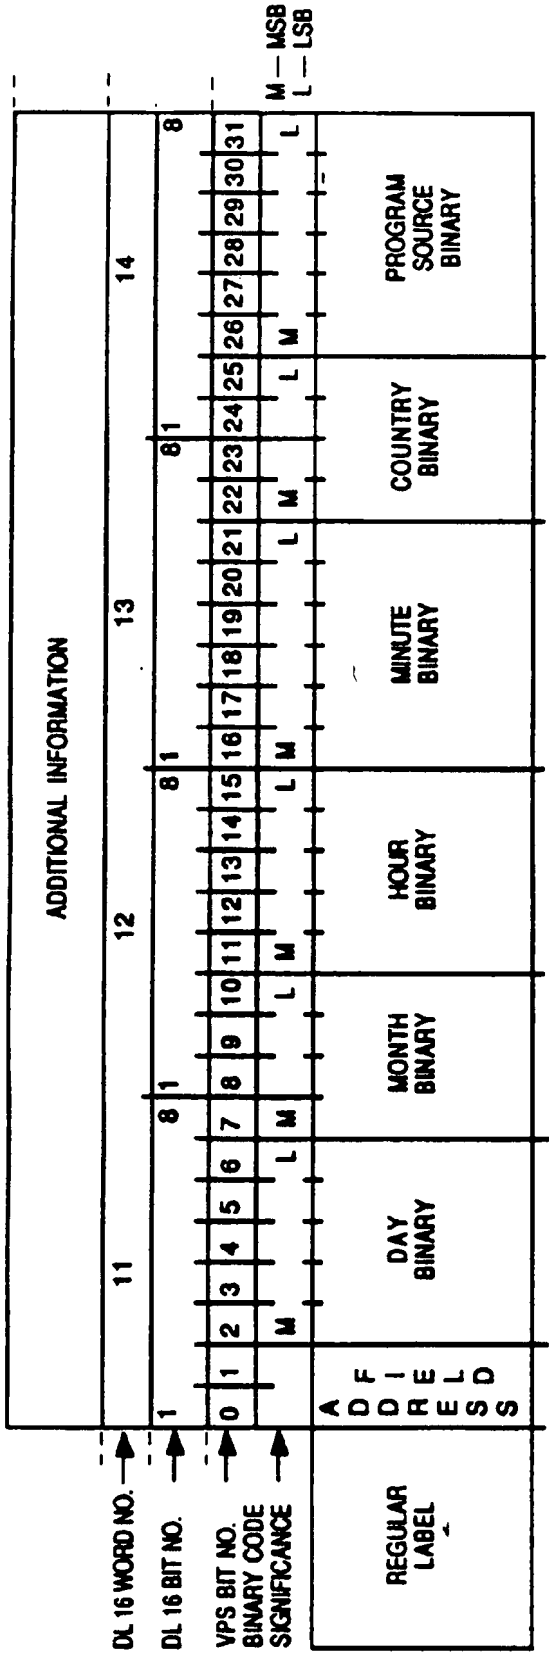 ADDITIONAL INFORMATION
DL 16 WORD NO. 11 12 13 14
DL 16 BIT NO. 1 8 1 8 1 8 1 8
VPS BIT NO. 0 1 2 3 4 5 6 7 8 9 10 11 12 13 14 15 16 17 18 19 20 21 22 23 24 25 26 27 28 29 30 31
BINARY CODE
SIGNIFICANCE M L M L M L M L M L M L
M — MSB
L — LSB
REGULAR
LABEL
ADDRESS
FIELD
DAY
BINARY
MONTH
BINARY
HOUR
BINARY
MINUTE
BINARY
COUNTRY
BINARY
PROGRAM
SOURCE
BINARY